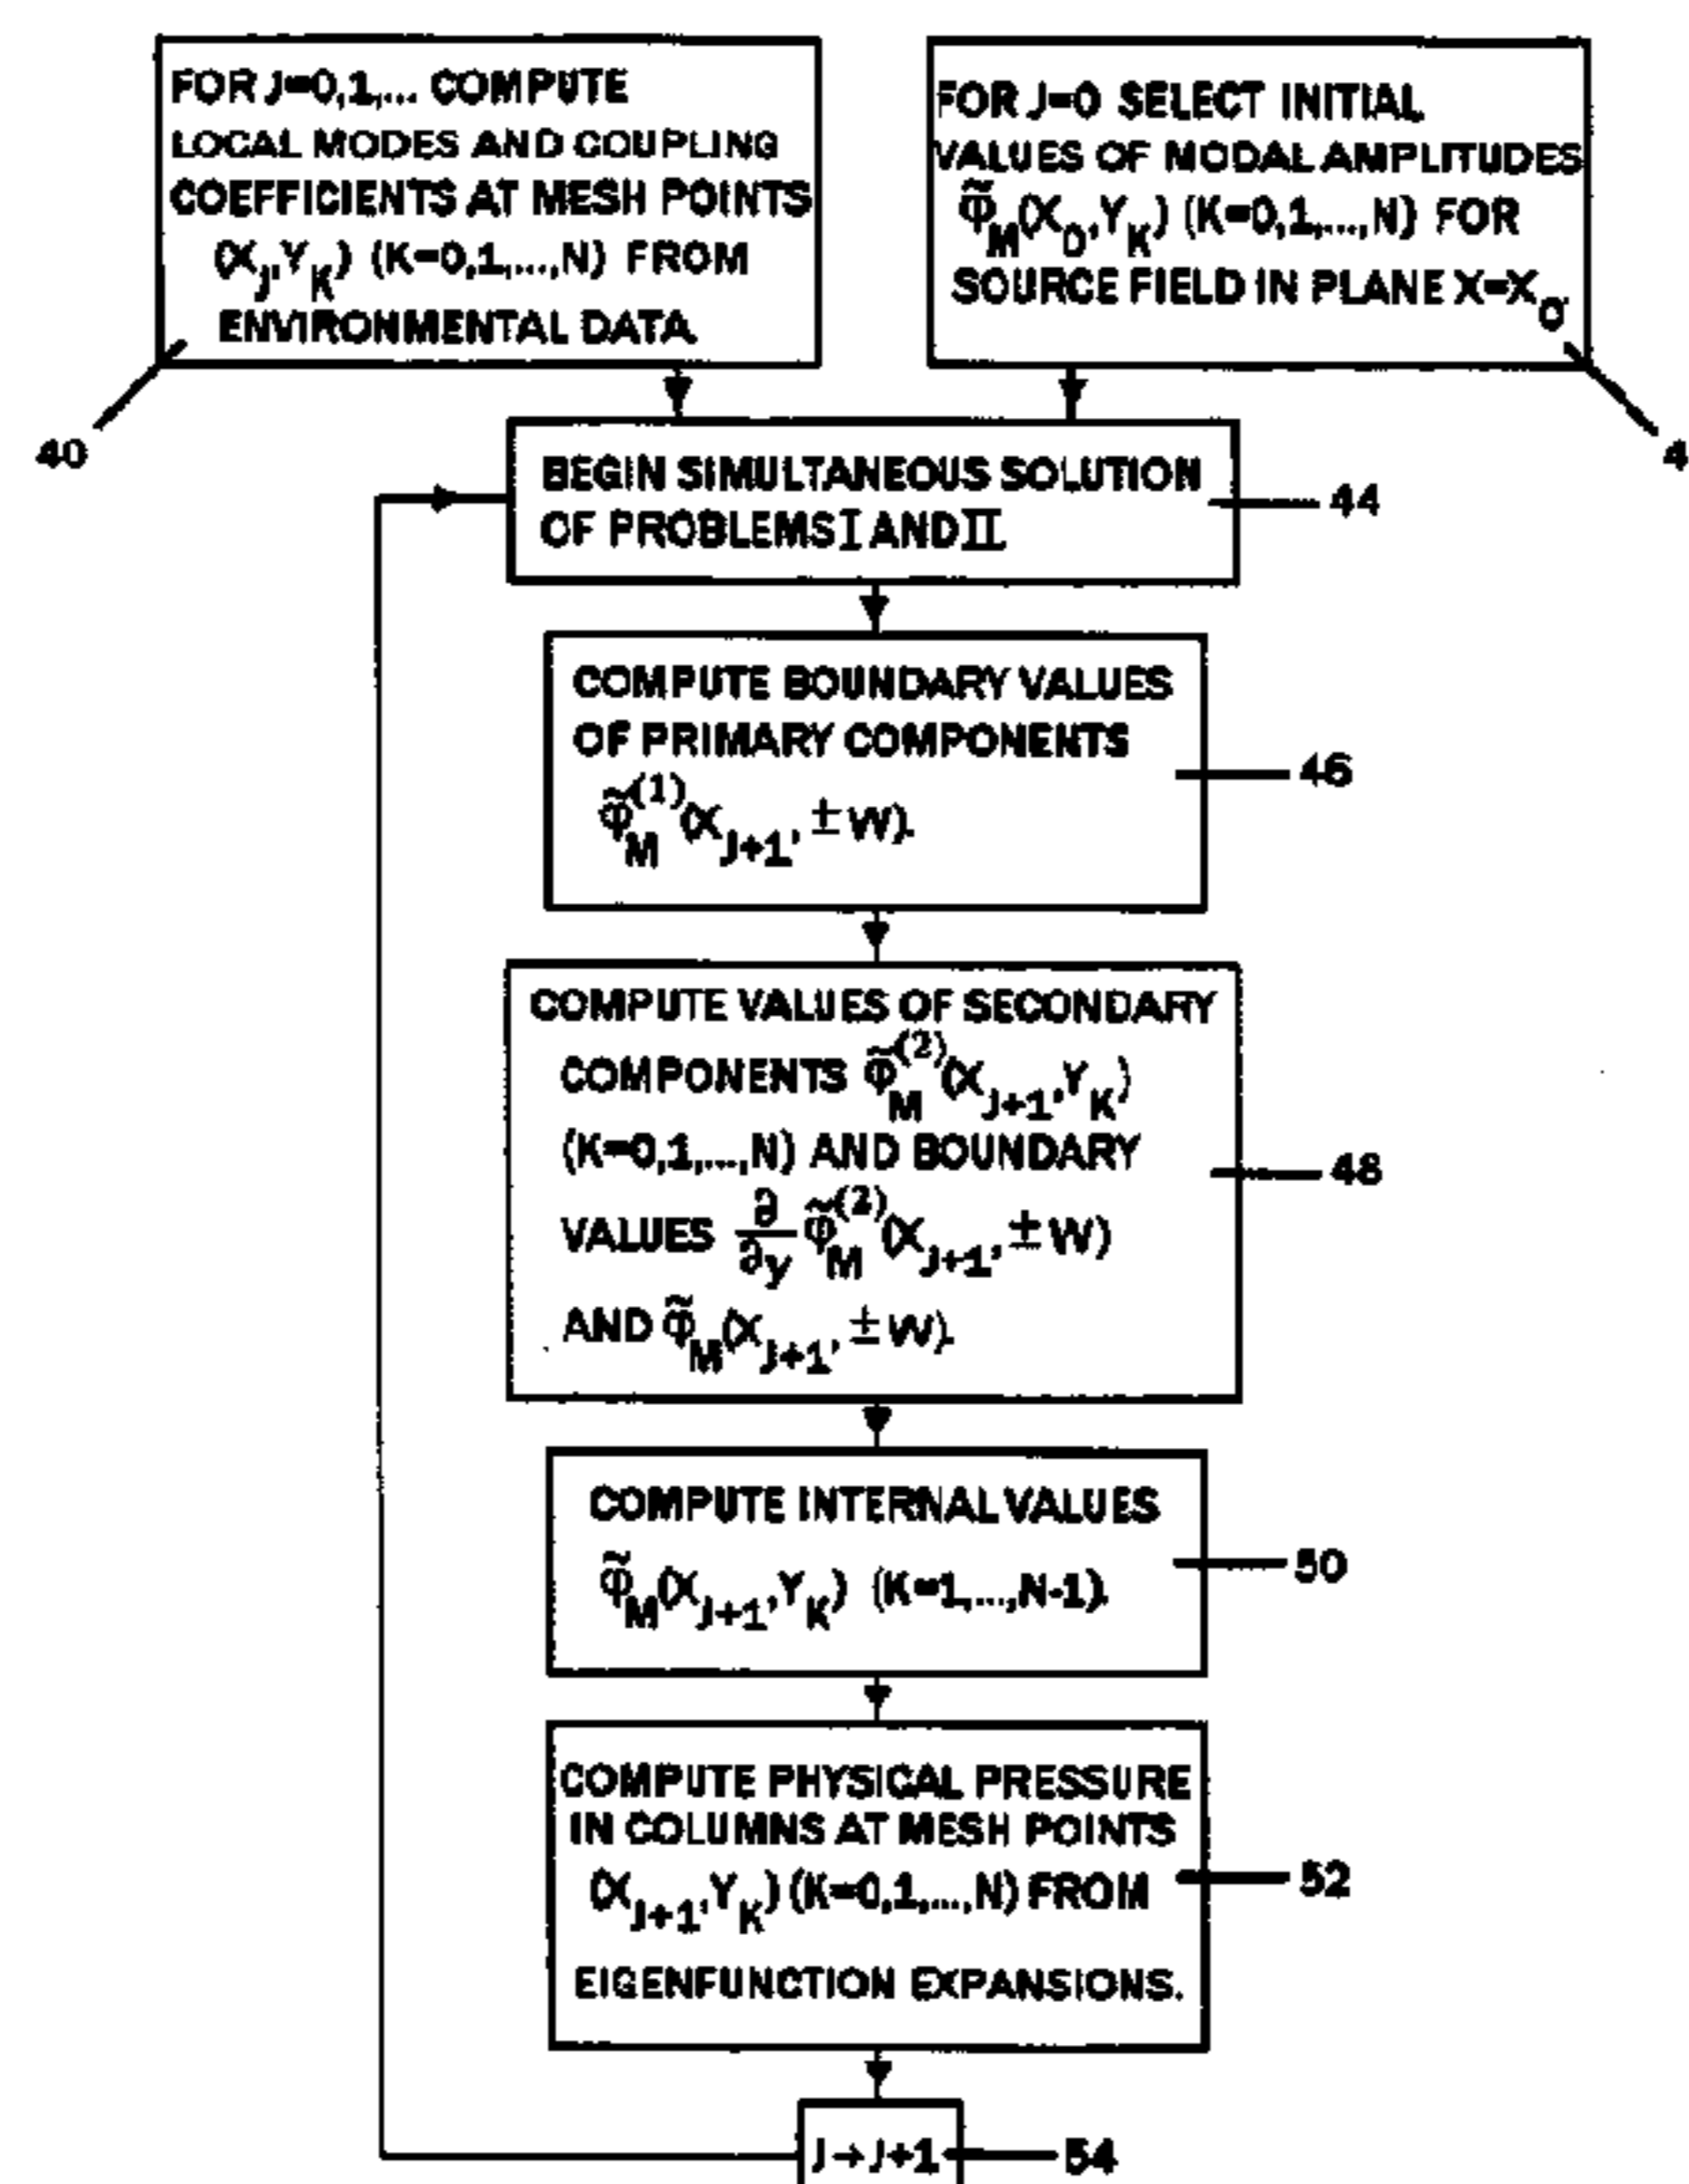 FOR J=0,1,... COMPUTE
LOCAL MODES AND COUPLING
COEFFICIENTS AT MESH POINTS
(X_J,Y_K) (K=0,1,...,N) FROM
ENVIRONMENTAL DATA.
40
FOR J=0 SELECT INITIAL
VALUES OF MODAL AMPLITUDES
φ̃_M(X_0,Y_K) (K=0,1,...,N) FOR
SOURCE FIELD IN PLANE X=X_0.
4
BEGIN SIMULTANEOUS SOLUTION
OF PROBLEMS I AND II.
44
COMPUTE BOUNDARY VALUES
OF PRIMARY COMPONENTS
φ̃_M^(1)(X_J+1, ±W).
46
COMPUTE VALUES OF SECONDARY
COMPONENTS φ̃_M^(2)(X_J+1,Y_K)
(K=0,1,...,N) AND BOUNDARY
VALUES ∂/∂y φ̃_M^(2)(X_J+1, ±W)
AND φ̃_M(X_J+1, ±W).
48
COMPUTE INTERNAL VALUES
φ̃_M(X_J+1,Y_K) (K=1,...,N-1).
50
COMPUTE PHYSICAL PRESSURE
IN COLUMNS AT MESH POINTS
(X_J+1,Y_K) (K=0,1,...,N) FROM
EIGENFUNCTION EXPANSIONS.
52
J→J+1
54